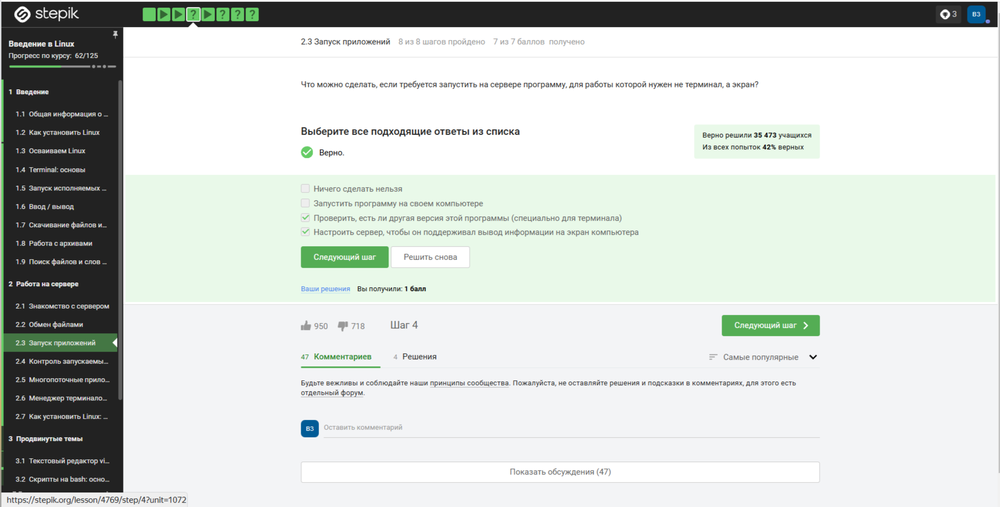 stepik
?
?
?
?
3
ВЗ
Введение в Linux
Прогресс по курсу: 62/125
1 Введение
1.1 Общая информация о ...
1.2 Как установить Linux
1.3 Осваиваем Linux
1.4 Terminal: основы
1.5 Запуск исполняемых ...
1.6 Ввод / вывод
1.7 Скачивание файлов и...
1.8 Работа с архивами
1.9 Поиск файлов и слов ...
2 Работа на сервере
2.1 Знакомство с сервером
2.2 Обмен файлами
2.3 Запуск приложений
2.4 Контроль запускаемы...
2.5 Многопоточные прило...
2.6 Менеджер терминало...
2.7 Как установить Linux: ...
3 Продвинутые темы
3.1 Текстовый редактор vi...
3.2 Скрипты на bash: осно...
https://stepik.org/lesson/4769/step/4?unit=1072
2.3 Запуск приложений 8 из 8 шагов пройдено 7 из 7 баллов получено
Что можно сделать, если требуется запустить на сервере программу, для работы которой нужен не терминал, а экран?
Выберите все подходящие ответы из списка
Верно.
Верно решили 35 473 учащихся
Из всех попыток 42% верных
Ничего сделать нельзя
Запустить программу на своем компьютере
Проверить, есть ли другая версия этой программы (специально для терминала)
Настроить сервер, чтобы он поддерживал вывод информации на экран компьютера
Следующий шаг Решить снова
Ваши решения Вы получили: 1 балл
950 718 Шаг 4 Следующий шаг
47 Комментариев 4 Решения Самые популярные
Будьте вежливы и соблюдайте наши принципы сообщества. Пожалуйста, не оставляйте решения и подсказки в комментариях, для этого есть
отдельный форум.
ВЗ Оставить комментарий
Показать обсуждения (47)